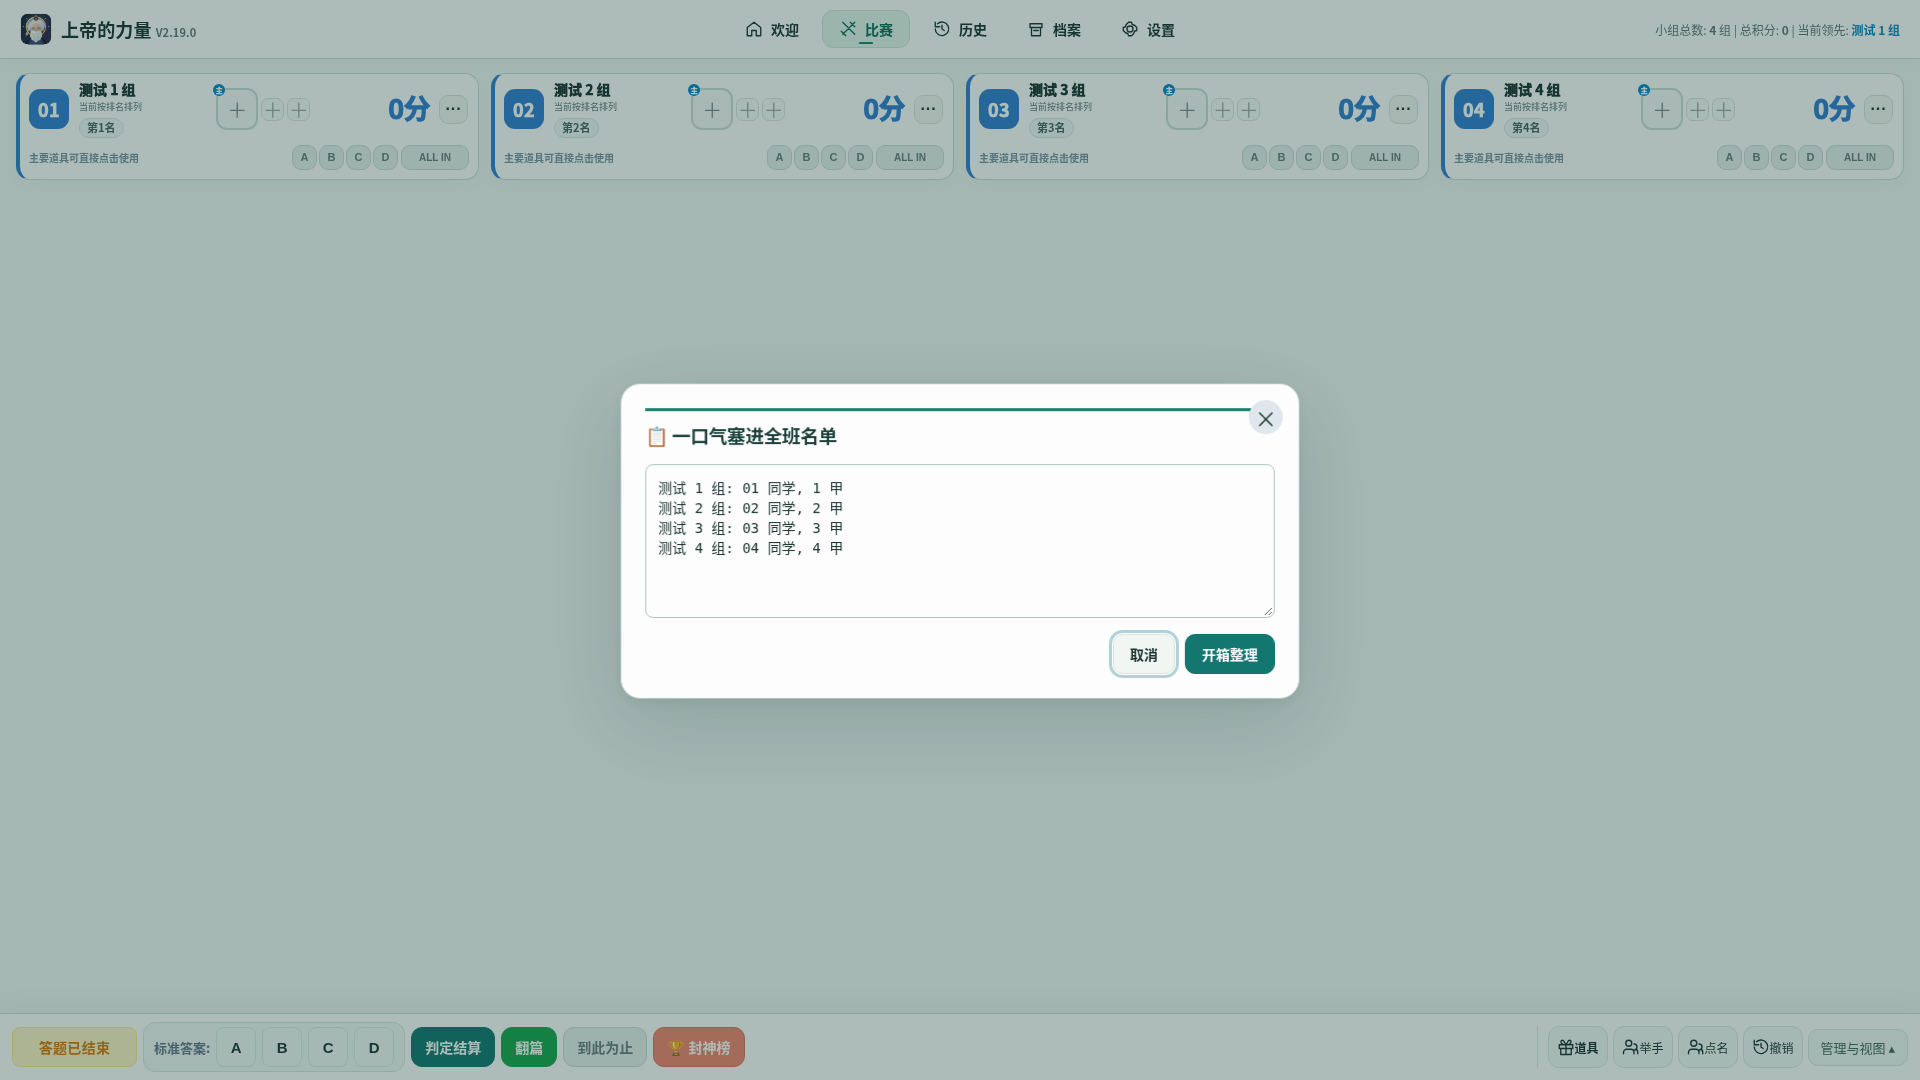 上帝的力量 V2.19.0
欢迎
比赛
历史
档案
设置
小组总数: 4 组 | 总积分: 0 | 当前领先: 测试 1 组
01
测试 1 组
当前按排名排列
第1名
主
0分
主要道具可直接点击使用
A B C D ALL IN
02
测试 2 组
当前按排名排列
第2名
主
0分
主要道具可直接点击使用
A B C D ALL IN
03
测试 3 组
当前按排名排列
第3名
主
0分
主要道具可直接点击使用
A B C D ALL IN
04
测试 4 组
当前按排名排列
第4名
主
0分
主要道具可直接点击使用
A B C D ALL IN
📋 一口气塞进全班名单
测试 1 组: 01 同学, 1 甲
测试 2 组: 02 同学, 2 甲
测试 3 组: 03 同学, 3 甲
测试 4 组: 04 同学, 4 甲
取消
开箱整理
答题已结束
标准答案: A B C D
判定结算
翻篇
到此为止
🏆 封神榜
道具
举手
点名
撤销
管理与视图 ▴